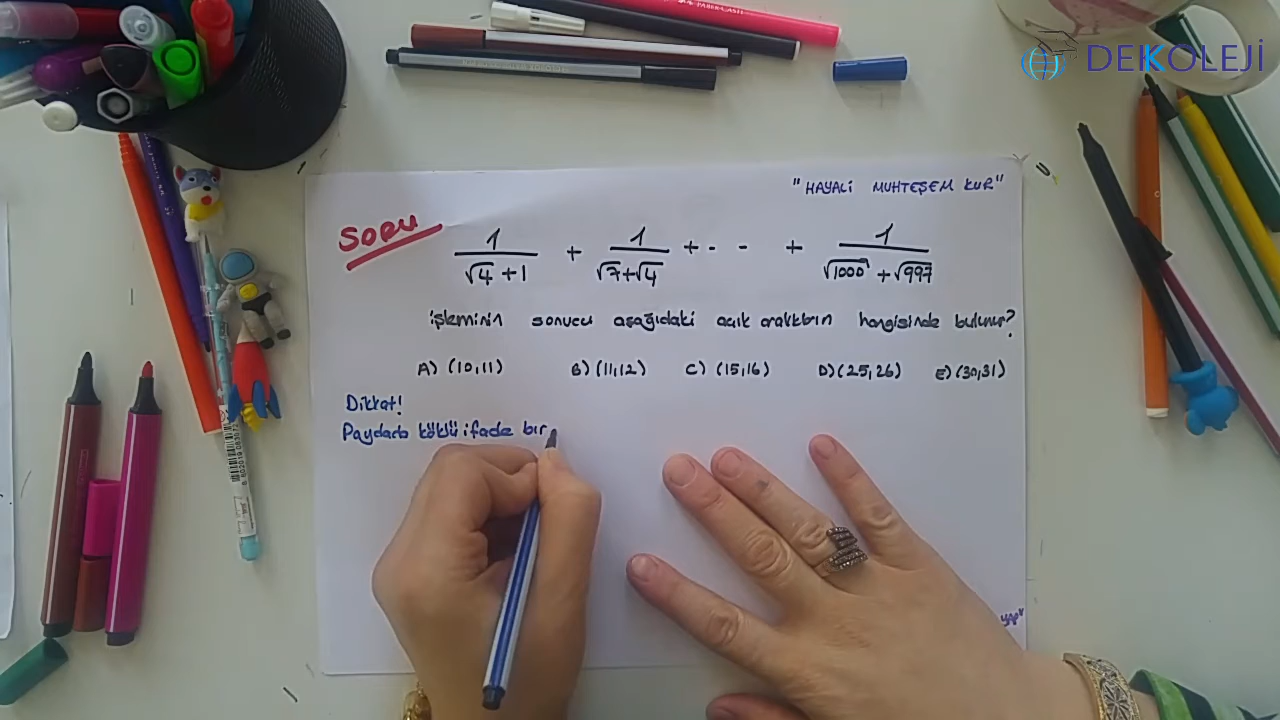 DEKOLEJİ
"HAYALİ MUHTEŞEM KUR"
SORU
1/(√4 + 1) + 1/(√7+√4) + - - + 1/(√1000 + √997)
işleminin sonucu aşağıdaki açık aralıkların hangisinde bulunur?
A) (10,11) B) (11,12) C) (15,16) D) (25,26) E) (30,31)
Dikkat!
Paydada köklü ifade bır